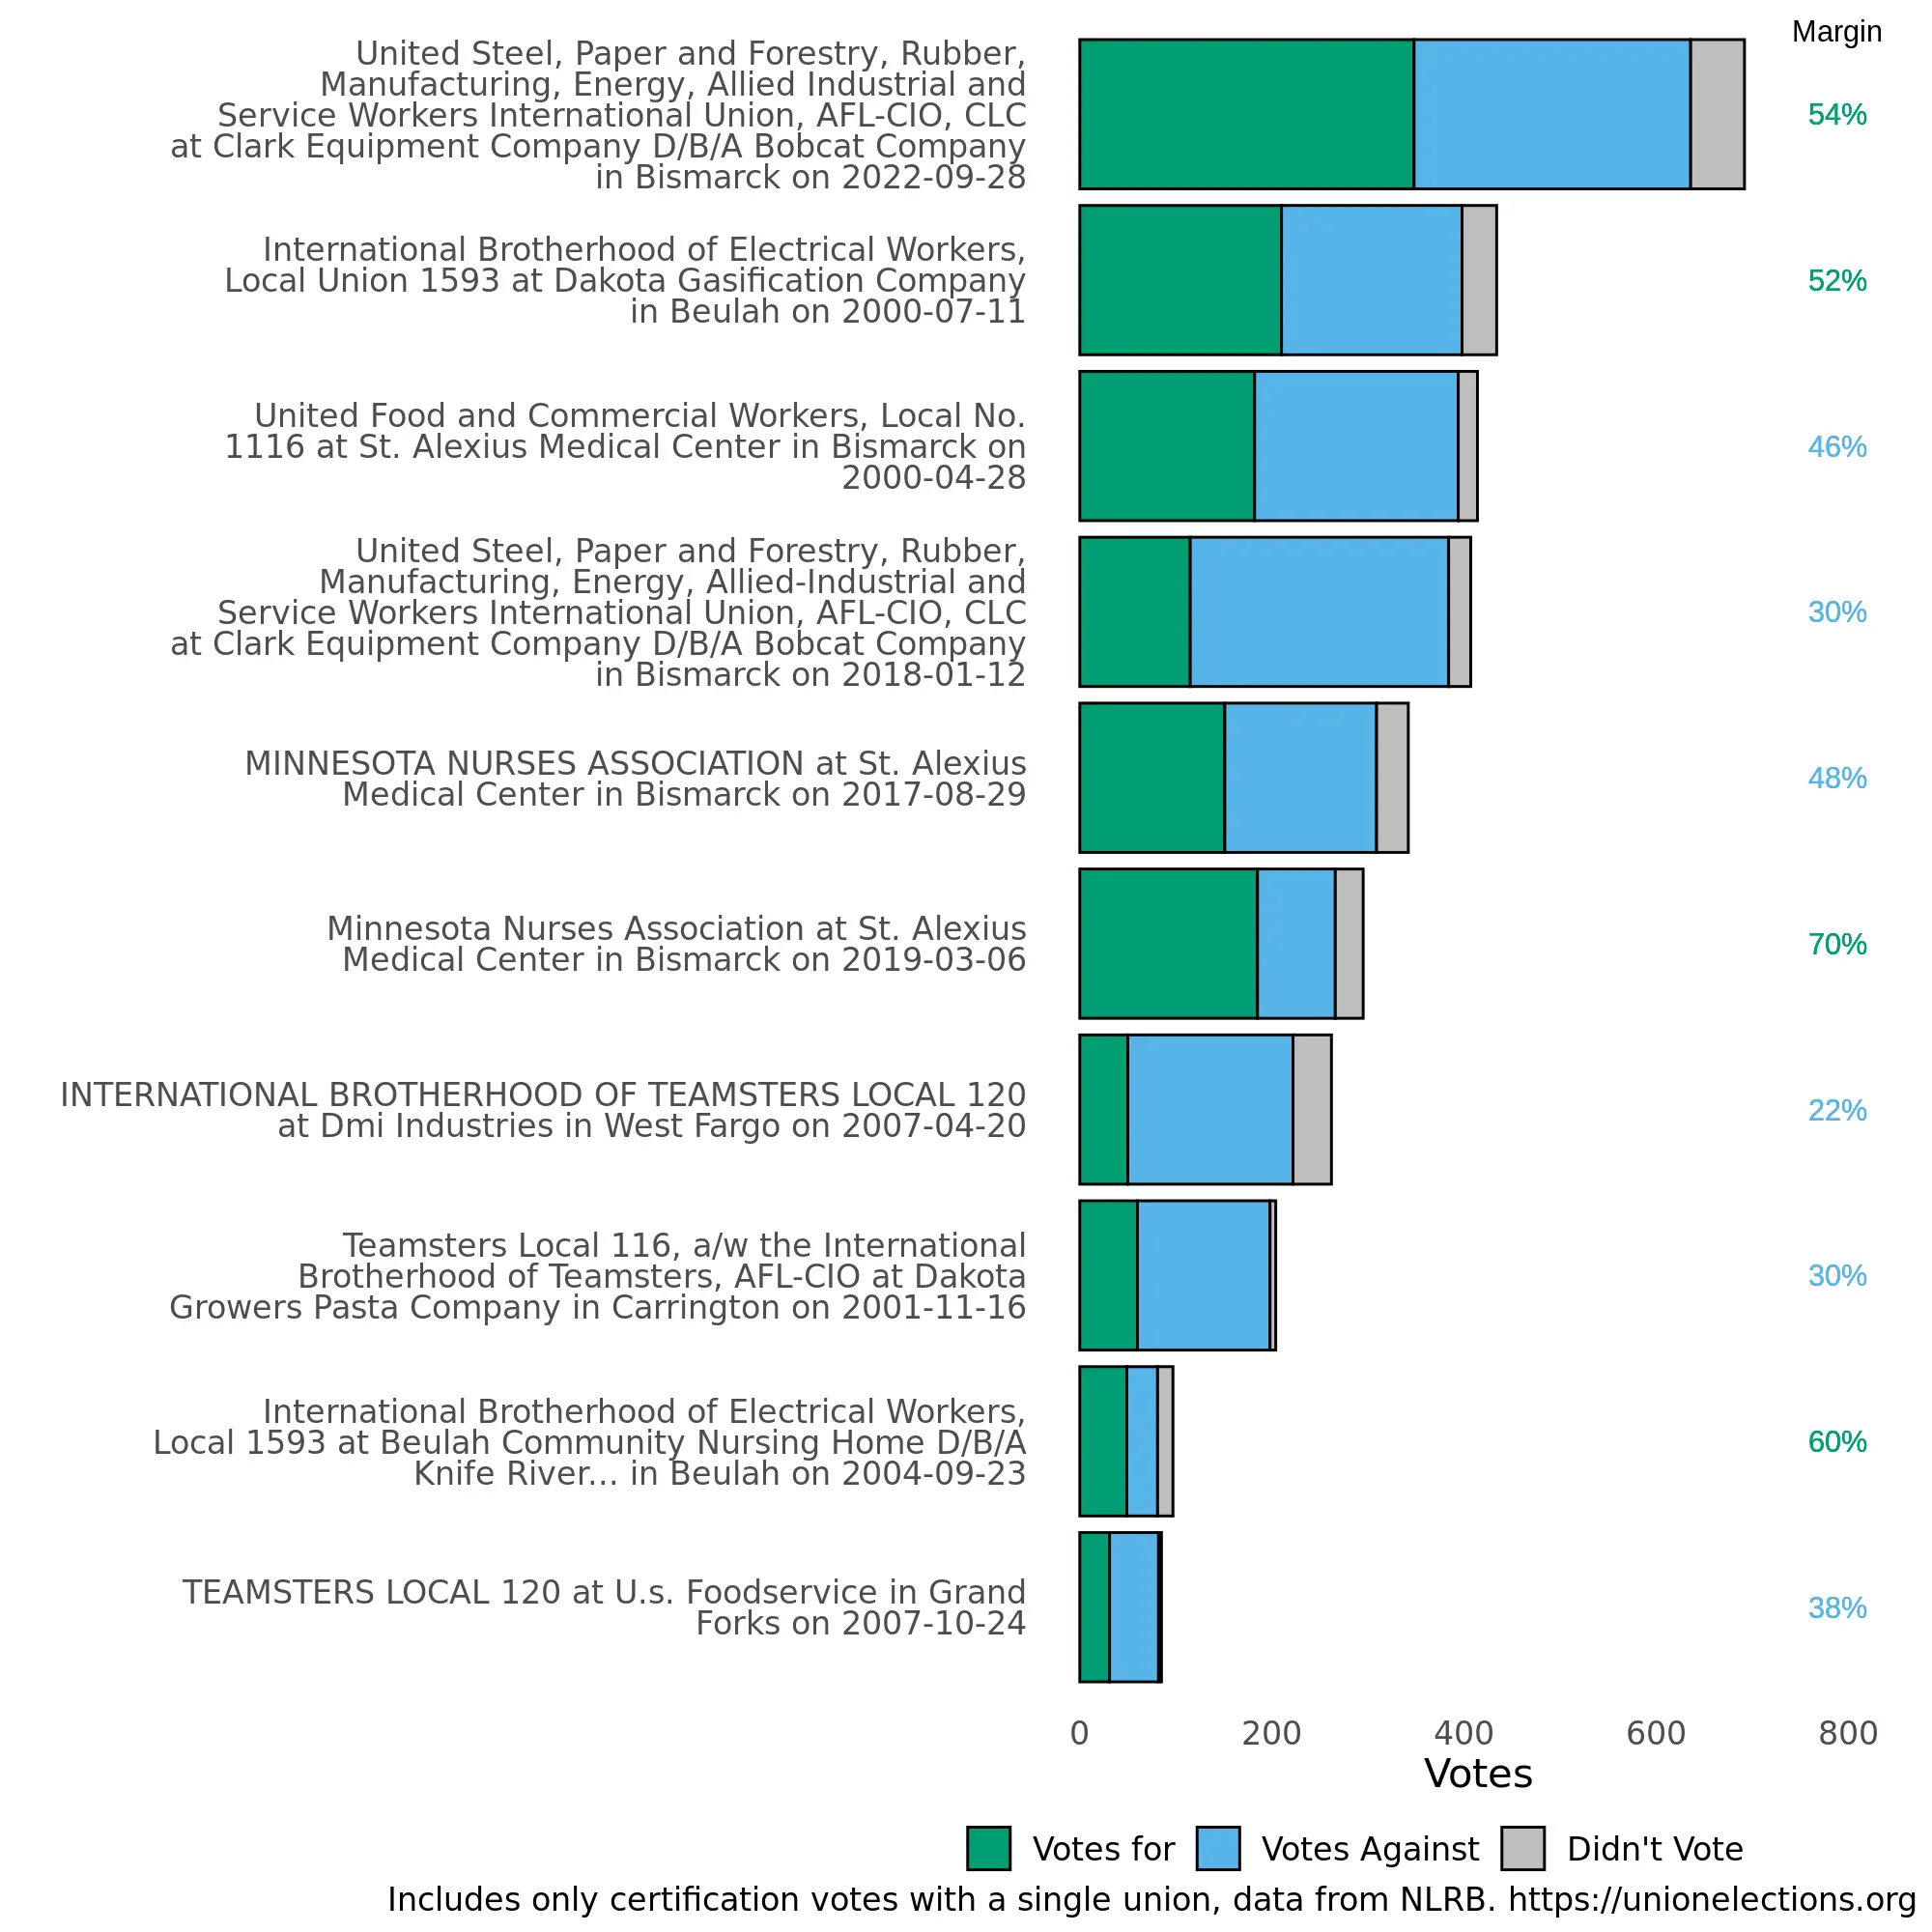 Margin
United Steel, Paper and Forestry, Rubber,
Manufacturing, Energy, Allied Industrial and
Service Workers International Union, AFL-CIO, CLC
at Clark Equipment Company D/B/A Bobcat Company
in Bismarck on 2022-09-28
54%
International Brotherhood of Electrical Workers,
Local Union 1593 at Dakota Gasification Company
in Beulah on 2000-07-11
52%
United Food and Commercial Workers, Local No.
1116 at St. Alexius Medical Center in Bismarck on
2000-04-28
46%
United Steel, Paper and Forestry, Rubber,
Manufacturing, Energy, Allied-Industrial and
Service Workers International Union, AFL-CIO, CLC
at Clark Equipment Company D/B/A Bobcat Company
in Bismarck on 2018-01-12
30%
MINNESOTA NURSES ASSOCIATION at St. Alexius
Medical Center in Bismarck on 2017-08-29
48%
Minnesota Nurses Association at St. Alexius
Medical Center in Bismarck on 2019-03-06
70%
INTERNATIONAL BROTHERHOOD OF TEAMSTERS LOCAL 120
at Dmi Industries in West Fargo on 2007-04-20
22%
Teamsters Local 116, a/w the International
Brotherhood of Teamsters, AFL-CIO at Dakota
Growers Pasta Company in Carrington on 2001-11-16
30%
International Brotherhood of Electrical Workers,
Local 1593 at Beulah Community Nursing Home D/B/A
Knife River... in Beulah on 2004-09-23
60%
TEAMSTERS LOCAL 120 at U.s. Foodservice in Grand
Forks on 2007-10-24
38%
0 200 400 600 800
Votes
Votes for Votes Against Didn't Vote
Includes only certification votes with a single union, data from NLRB. https://unionelections.org